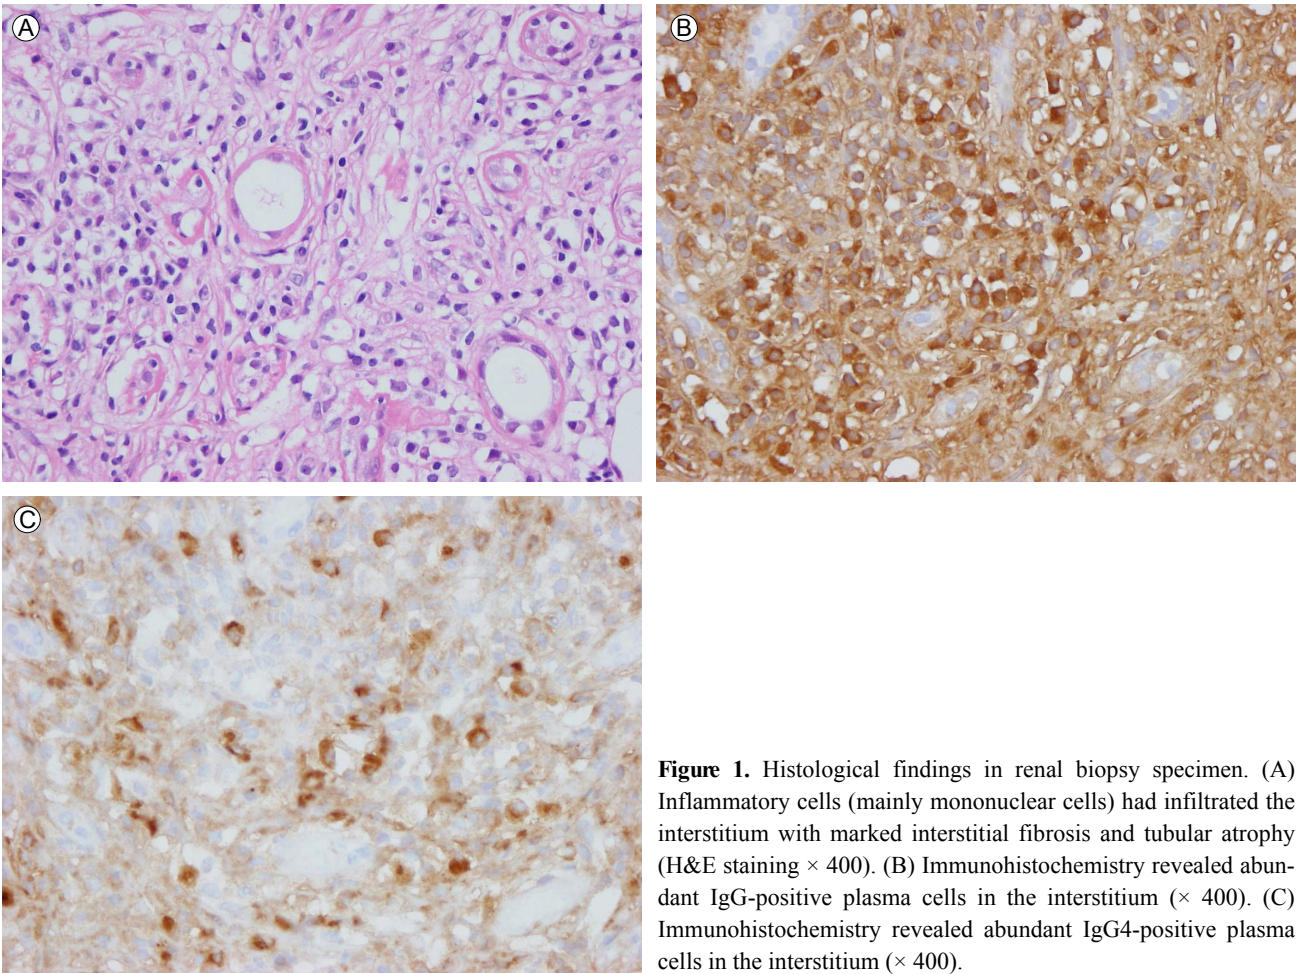 A
B
C
Figure 1. Histological findings in renal biopsy specimen. (A)
Inflammatory cells (mainly mononuclear cells) had infiltrated the
interstitium with marked interstitial fibrosis and tubular atrophy
(H&E staining × 400). (B) Immunohistochemistry revealed abun-
dant IgG-positive plasma cells in the interstitium (× 400). (C)
Immunohistochemistry revealed abundant IgG4-positive plasma
cells in the interstitium (× 400).